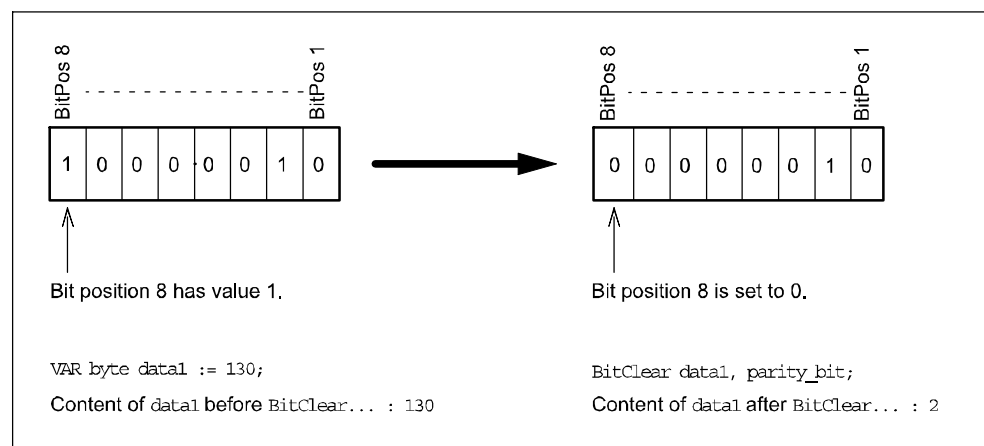 BitPos 8
BitPos 1
1 0 0 0 0 0 1 0
Bit position 8 has value 1.
VAR byte data1 := 130;
Content of data1 before BitClear... : 130
BitPos 8
BitPos 1
0 0 0 0 0 0 1 0
Bit position 8 is set to 0.
BitClear data1, parity_bit;
Content of data1 after BitClear... : 2